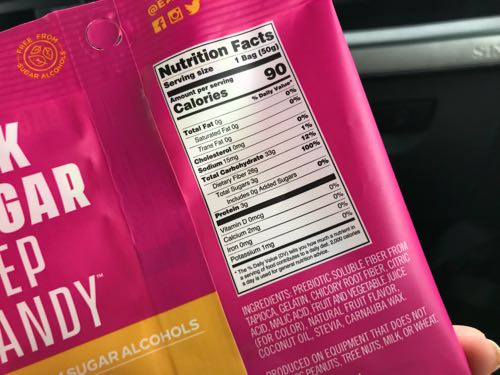 @E
FREE FROM
SUGAR ALCOHOLS
K
GAR
EP
ANDY™
SUGAR ALCOHOLS
Nutrition Facts
Serving size 1 Bag (50g)
Amount per serving
Calories 90
% Daily Value*
Total Fat 0g 0%
Saturated Fat 0g 0%
Trans Fat 0g
Cholesterol 0mg 0%
Sodium 15mg 1%
Total Carbohydrate 33g 12%
Dietary Fiber 28g 100%
Total Sugars 3g
Includes 0g Added Sugars 0%
Protein 3g 0%
Vitamin D 0mcg 0%
Calcium 2mg 0%
Iron 0mg 0%
Potassium 1mg 0%
* The % Daily Value (DV) tells you how much a nutrient in
a serving of food contributes to a daily diet. 2,000 calories
a day is used for general nutrition advice.
INGREDIENTS: PREBIOTIC SOLUBLE FIBER FROM
TAPIOCA, GELATIN, CHICORY ROOT FIBER, CITRIC
ACID, MALIC ACID, FRUIT AND VEGETABLE JUICE
(FOR COLOR), NATURAL FRUIT FLAVOR,
COCONUT OIL, STEVIA, CARNAUBA WAX.
PRODUCED ON EQUIPMENT THAT DOES NOT
PEANUTS, TREE NUTS, MILK, OR WHEAT.